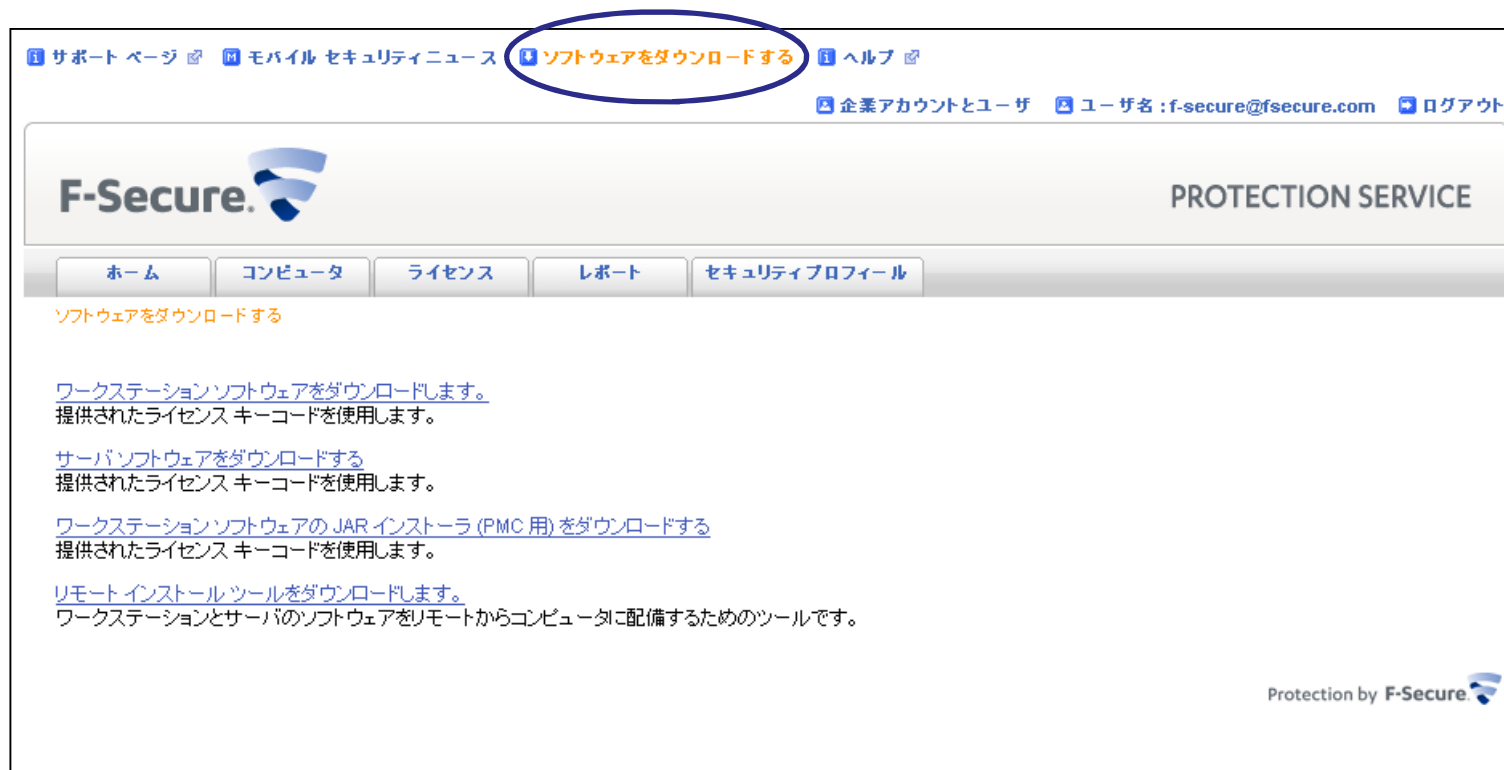 サポート ページ モバイル セキュリティニュース ソフトウェアをダウンロードする ヘルプ
企業アカウントとユーザ ユーザ名 : f-secure@fsecure.com ログアウト
F-Secure. PROTECTION SERVICE
ホーム コンピュータ ライセンス レポート セキュリティプロフィール
ソフトウェアをダウンロードする
ワークステーション ソフトウェアをダウンロードします。
提供されたライセンス キーコードを使用します。
サーバ ソフトウェアをダウンロードする
提供されたライセンス キーコードを使用します。
ワークステーション ソフトウェアの JAR インストーラ (PMC 用) をダウンロードする
提供されたライセンス キーコードを使用します。
リモート インストール ツールをダウンロードします。
ワークステーションとサーバのソフトウェアをリモートからコンピュータに配備するためのツールです。
Protection by F-Secure.